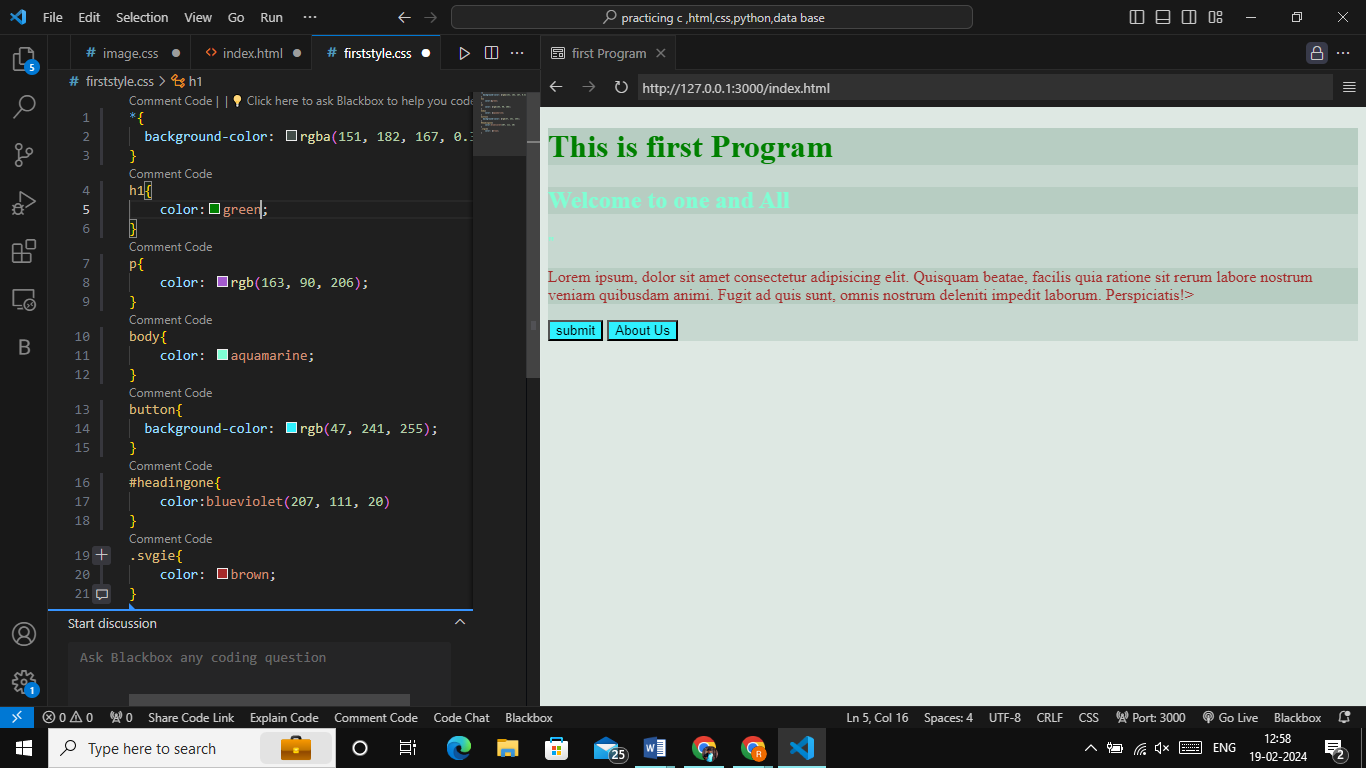 File Edit Selection View Go Run ···
practicing c ,html,css,python,data base
# image.css
<> index.html
# firststyle.css
···
first Program
···
5
# firststyle.css > h1
http://127.0.0.1:3000/index.html
Comment Code | | 💡 Click here to ask Blackbox to help you code
1 *{
2 background-color: rgba(151, 182, 167, 0.3
3 }
Comment Code
4 h1{
5 color: green;
6 }
Comment Code
7 p{
8 color: rgb(163, 90, 206);
9 }
Comment Code
10 body{
11 color: aquamarine;
12 }
Comment Code
13 button{
14 background-color: rgb(47, 241, 255);
15 }
Comment Code
16 #headingone{
17 color:blueviolet(207, 111, 20)
18 }
Comment Code
19 .svgie{
20 color: brown;
21 }
Start discussion
Ask Blackbox any coding question
B
1
This is first Program
Welcome to one and All
Lorem ipsum, dolor sit amet consectetur adipisicing elit. Quisquam beatae, facilis quia ratione sit rerum labore nostrum
veniam quibusdam animi. Fugit ad quis sunt, omnis nostrum deleniti impedit laborum. Perspiciatis!>
submit About Us
0 0 0 Share Code Link Explain Code Comment Code Code Chat Blackbox
Ln 5, Col 16 Spaces: 4 UTF-8 CRLF CSS Port: 3000 Go Live Blackbox
Type here to search
25
R
ENG
12:58
19-02-2024
2